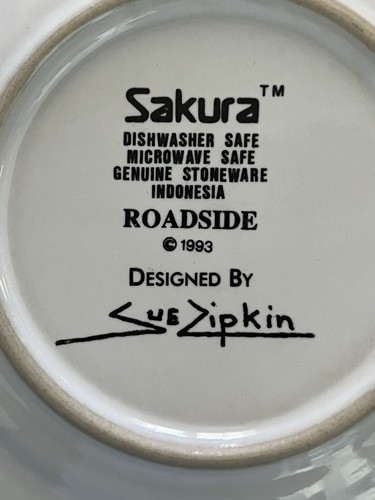 Sakura™
DISHWASHER SAFE
MICROWAVE SAFE
GENUINE STONEWARE
INDONESIA
ROADSIDE
© 1993
DESIGNED BY
SUE Zipkin